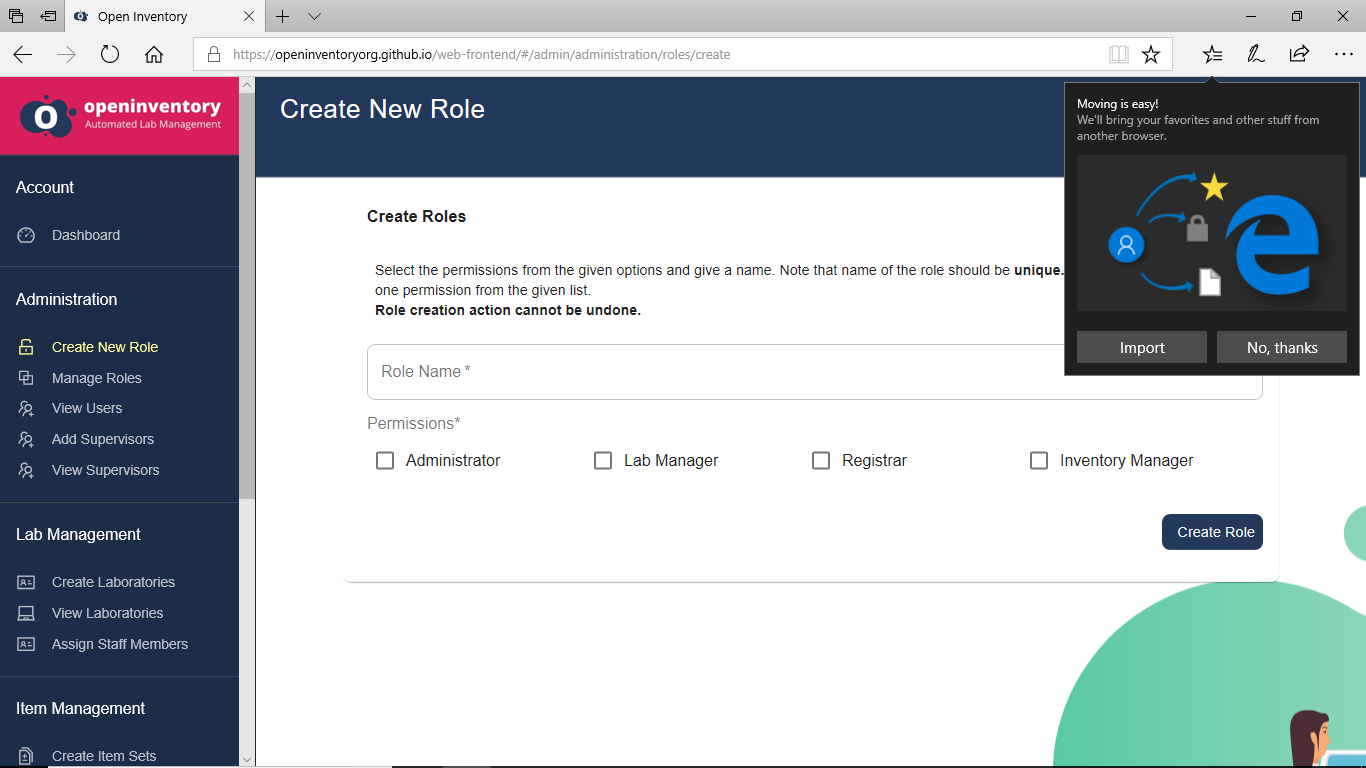 Open Inventory
https://openinventoryorg.github.io/web-frontend/#/admin/administration/roles/create
openinventory
Automated Lab Management
Account
Dashboard
Administration
Create New Role
Manage Roles
View Users
Add Supervisors
View Supervisors
Lab Management
Create Laboratories
View Laboratories
Assign Staff Members
Item Management
Create Item Sets
Create New Role
Create Roles
Select the permissions from the given options and give a name. Note that name of the role should be unique.
one permission from the given list.
Role creation action cannot be undone.
Role Name *
Permissions*
Administrator
Lab Manager
Registrar
Inventory Manager
Create Role
Moving is easy!
We'll bring your favorites and other stuff from
another browser.
Import
No, thanks